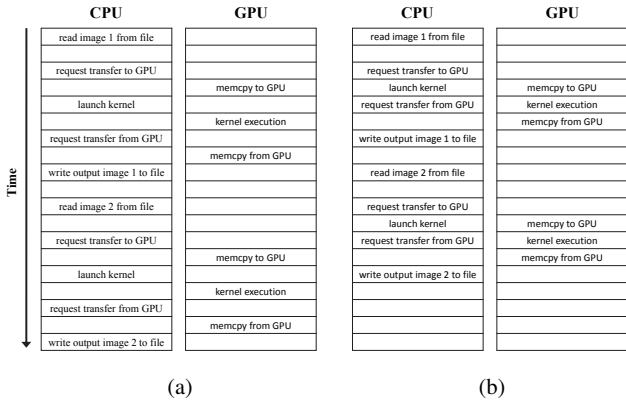 CPU GPU CPU GPU
read image 1 from file read image 1 from file
request transfer to GPU request transfer to GPU
memcpy to GPU launch kernel memcpy to GPU
launch kernel request transfer from GPU kernel execution
kernel execution memcpy from GPU
request transfer from GPU write output image 1 to file
memcpy from GPU
write output image 1 to file read image 2 from file
read image 2 from file request transfer to GPU
launch kernel memcpy to GPU
request transfer to GPU request transfer from GPU kernel execution
memcpy to GPU memcpy from GPU
launch kernel write output image 2 to file
kernel execution
request transfer from GPU
memcpy from GPU
write output image 2 to file
Time
(a) (b)